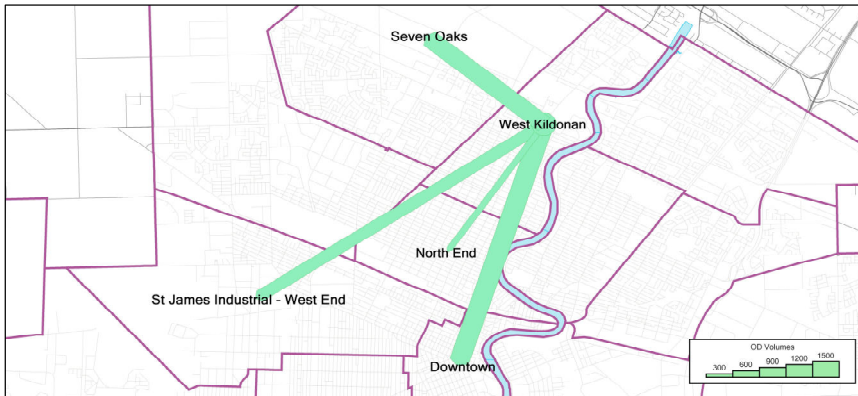 Seven Oaks
West Kildonan
North End
St James Industrial - West End
Downtown
OD Volumes
300 600 900 1200 1500